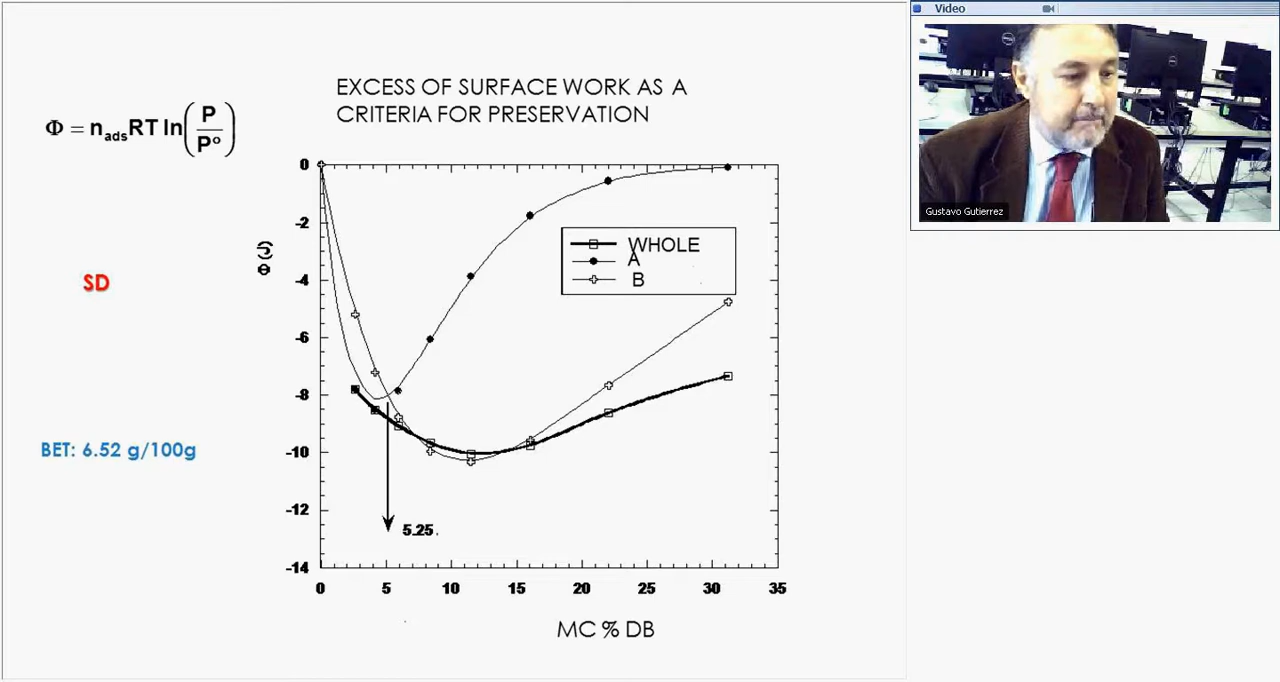 Video
EXCESS OF SURFACE WORK AS A
CRITERIA FOR PRESERVATION
Φ = nadsRT ln(P/Pº)
Gustavo Gutierrez
SD
BET: 6.52 g/100g
Φ (J)
0
-2
-4
-6
-8
-10
-12
-14
WHOLE
A
B
5.25
0 5 10 15 20 25 30 35
MC % DB